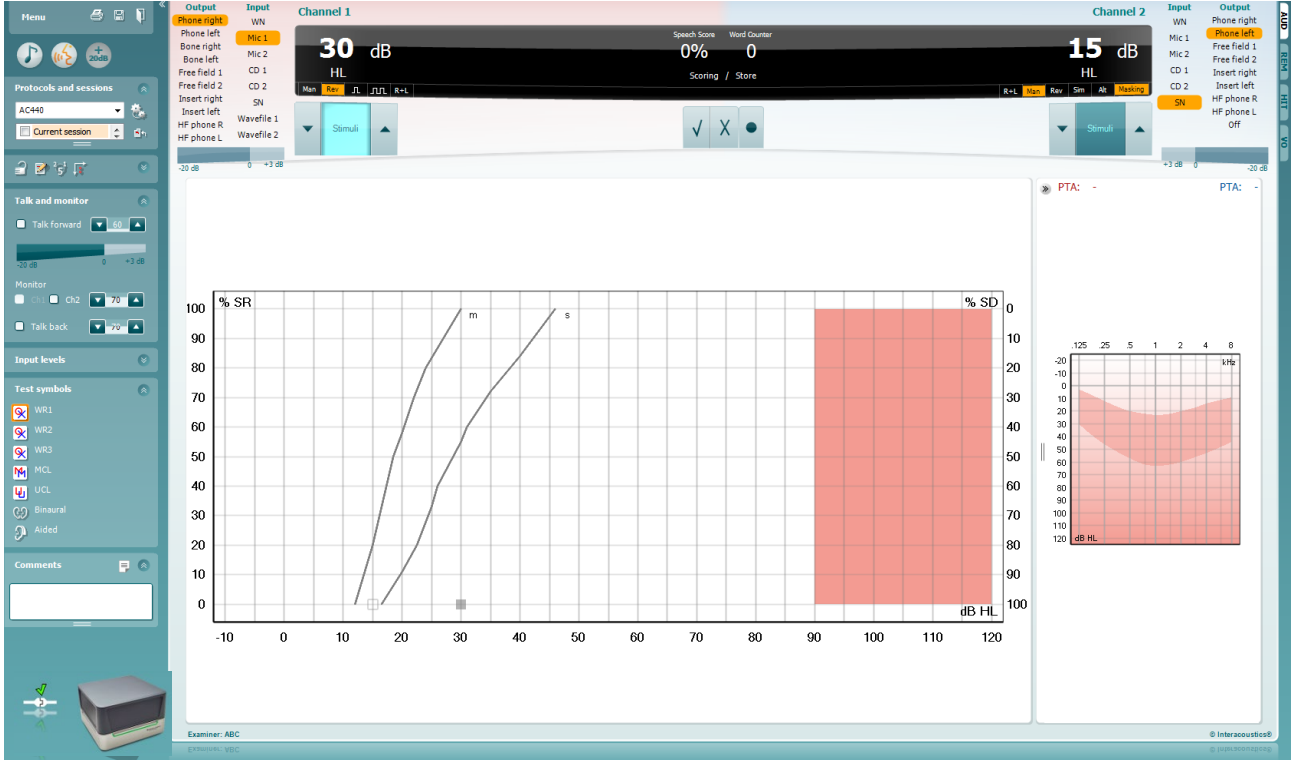 Menu
20dB
Protocols and sessions
AC440
Current session
Talk and monitor
Talk forward 60
-20 dB 0 +3 dB
Monitor
Ch1 Ch2 70
Talk back 70
Input levels
Test symbols
WR1
WR2
WR3
MCL
UCL
Binaural
Aided
Comments
Output Input
Phone right WN
Phone left Mic 1
Bone right Mic 2
Bone left
Free field 1 CD 1
Free field 2 CD 2
Insert right SN
Insert left Wavefile 1
HF phone R Wavefile 2
HF phone L
-20 dB 0 +3 dB
Channel 1
30 dB
HL
Man Rev R+L
Stimuli
Speech Score Word Counter
0% 0
Scoring / Store
Channel 2
15 dB
HL
R+L Man Rev Sim Alt Masking
Stimuli
Input Output
WN Phone right
Mic 1 Phone left
Mic 2 Free field 1
Free field 2
CD 1 Insert right
CD 2 Insert left
SN HF phone R
HF phone L
Off
+3 dB 0 -20 dB
AUD
REM
HIT
VO
% SR % SD
m s
100 0
90 10
80 20
70 30
60 40
50 50
40 60
30 70
20 80
10 90
0 100
dB HL
-10 0 10 20 30 40 50 60 70 80 90 100 110 120
PTA: - PTA: -
.125 .25 .5 1 2 4 8
kHz
-20
-10
0
10
20
30
40
50
60
70
80
90
100
110
120 dB HL
Examiner: ABC
© Interacoustics®